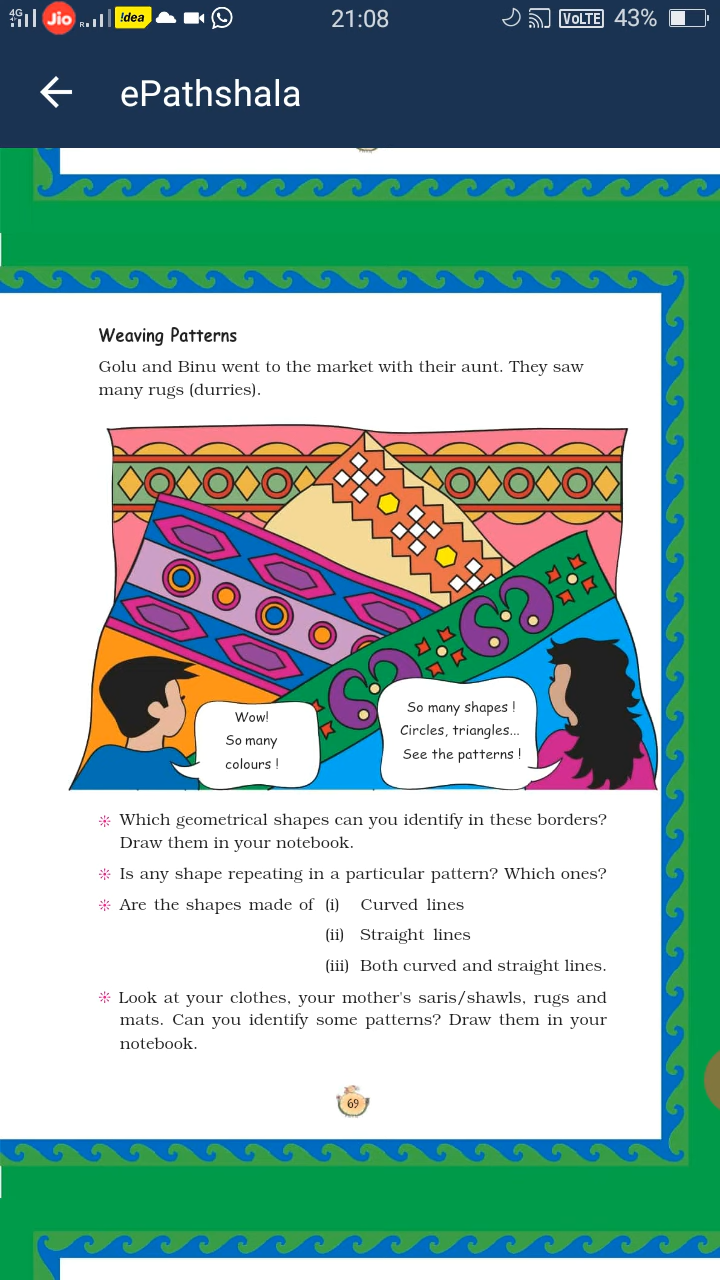 4G Jio R.. !dea 21:08 VoLTE 43%
ePathshala
Weaving Patterns
Golu and Binu went to the market with their aunt. They saw
many rugs (durries).
Wow!
So many
colours !
So many shapes !
Circles, triangles...
See the patterns !
Which geometrical shapes can you identify in these borders?
Draw them in your notebook.
Is any shape repeating in a particular pattern? Which ones?
Are the shapes made of (i) Curved lines
(ii) Straight lines
(iii) Both curved and straight lines.
Look at your clothes, your mother's saris/shawls, rugs and
mats. Can you identify some patterns? Draw them in your
notebook.
69